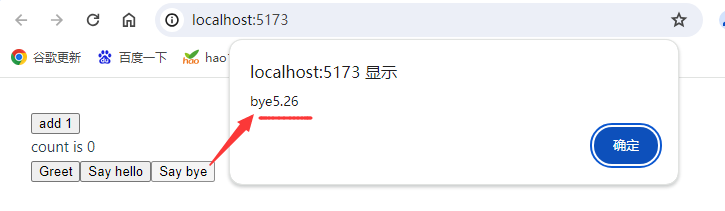 localhost:5173
谷歌更新 百度一下 hao
localhost:5173 显示
bye5.26
确定
add 1
count is 0
Greet Say hello Say bye